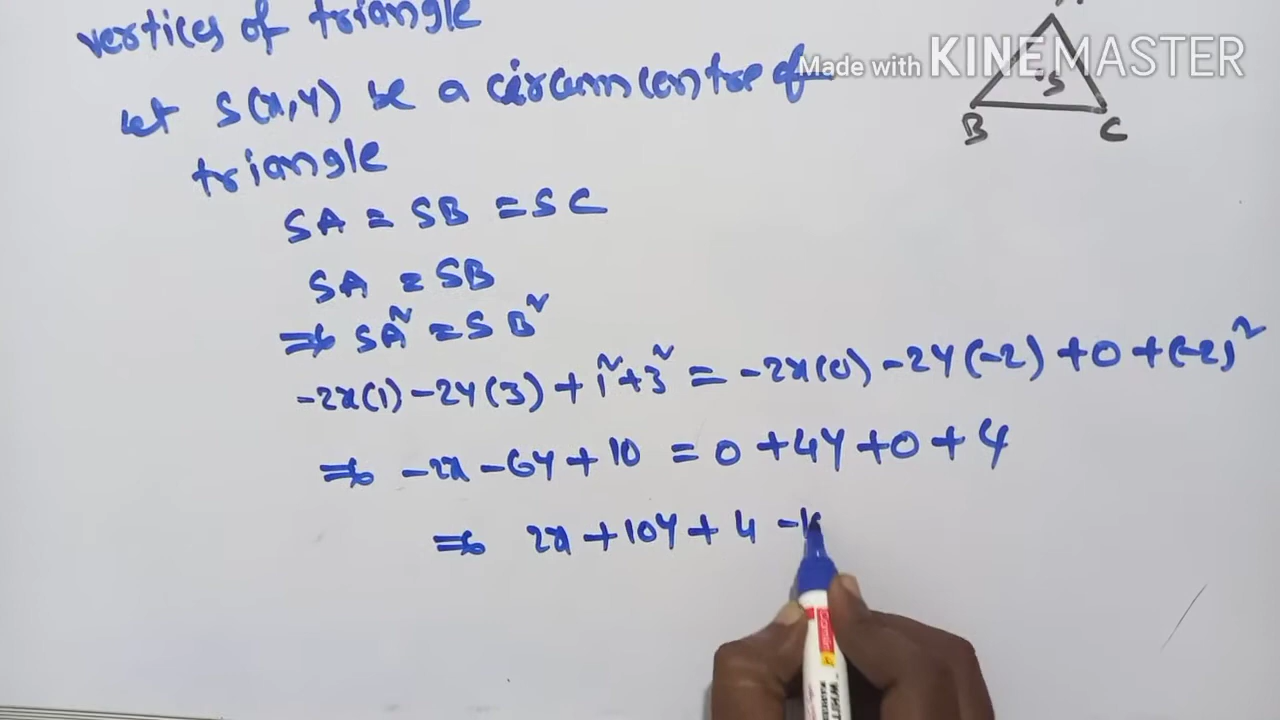 vertices of triangle
Made with KINEMASTER
let S(x,y) be a circumcentre of
triangle
S
B
C
SA = SB = SC
SA = SB
⇒ SA² = SB²
-2x(1) -2y(3) + 1² + 3² = -2x(0) -2y(-2) + 0 + (-2)²
⇒ -2x - 6y + 10 = 0 + 4y + 0 + 4
⇒ 2x + 10y + 4 -